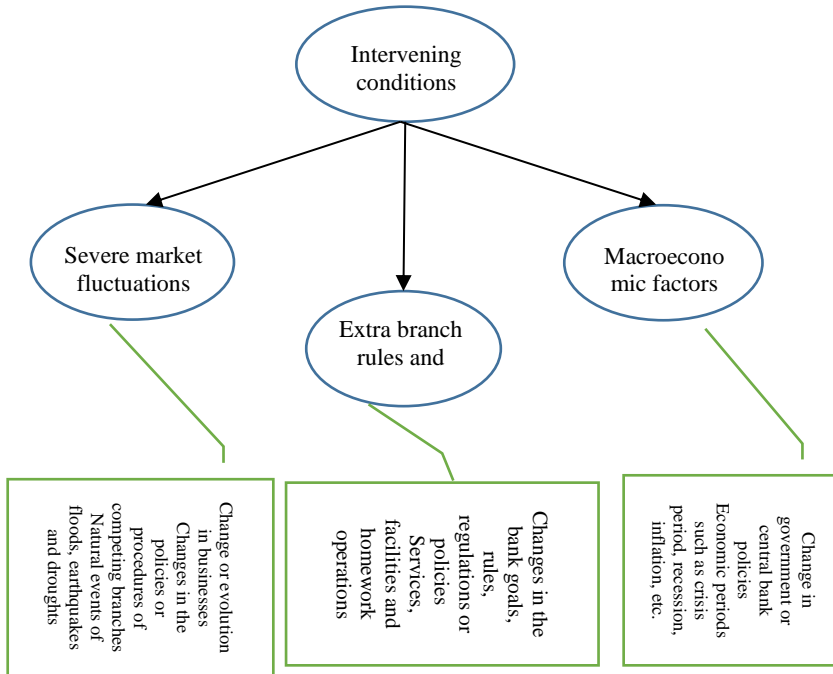 Intervening
conditions
Severe market
fluctuations
Extra branch
rules and
Macroecono
mic factors
Change or evolution
in businesses
Changes in the
policies or
procedures of
competing branches
Natural events of
floods, earthquakes
and droughts
Changes in the
bank goals,
rules,
regulations or
policies
Services,
facilities and
homework
operations
Change in
government or
central bank
policies
Economic periods
such as crisis
period, recession,
inflation, etc.